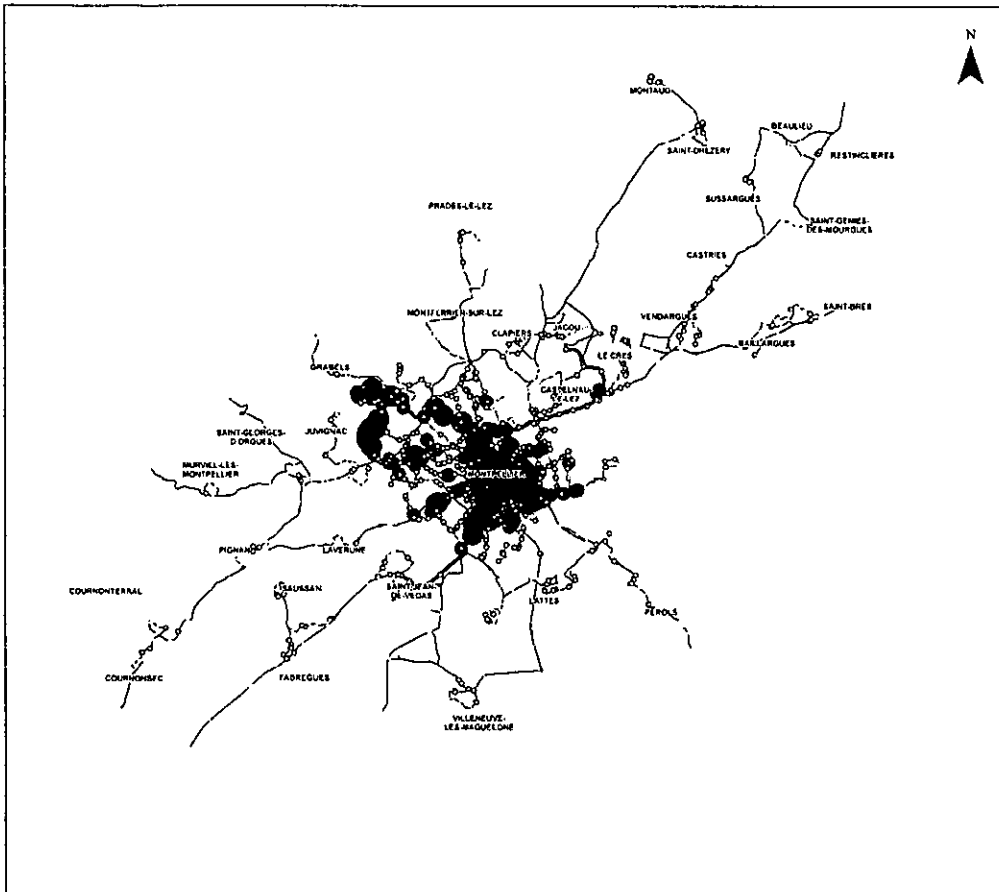 N
MONTAUD
BEAULIEU
SAINT-DREZERY
RESTINCLIERES
SUSSARGUES
PRADES-LE-LEZ
SAINT-GENIES-
DES-MOURGUES
CASTRIES
SAINT-BRES
MONTFERRIER-SUR-LEZ
VENDARGUES
CLAPIERS
JACOU
BAILLARGUES
LE CRES
GRABELS
CASTELNAU
-LE-LEZ
SAINT-GEORGES-
D'ORQUES
JUVIGNAC
MURVIEL-LES-
MONTPELLIER
MONTPELLIER
PIGNAN
LAVERUNE
SAINT-JEAN-
DE-VEDAS
COURNONTERRAL
SAUSSAN
LATTES
PEROLS
COURNONSEC
FABREGUES
VILLENEUVE-
LES-MAGUELONE